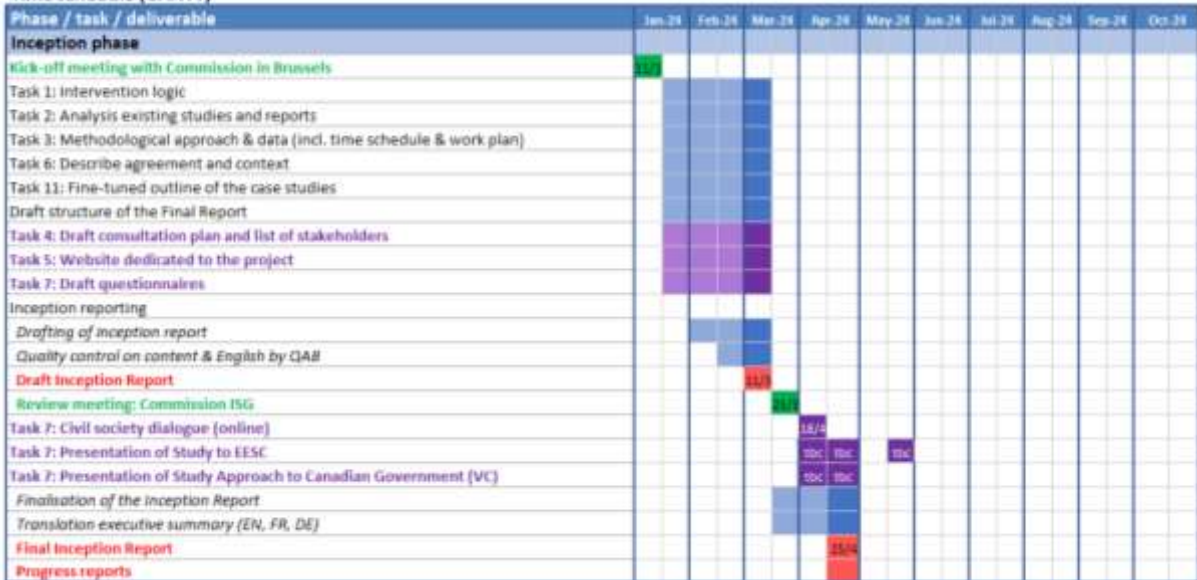 Phase / task / deliverable Jan-24 Feb-24 Mar-24 Apr-24 May-24 Jun-24 Jul-24 Aug-24 Sep-24 Oct-24
Inception phase
Kick-off meeting with Commission in Brussels
Task 1: Intervention logic
Task 2: Analysis existing studies and reports
Task 3: Methodological approach & data (incl. time schedule & work plan)
Task 6: Describe agreement and context
Task 11: Fine-tuned outline of the case studies
Draft structure of the Final Report
Task 4: Draft consultation plan and list of stakeholders
Task 5: Website dedicated to the project
Task 7: Draft questionnaires
Inception reporting
Drafting of inception report
Quality control on content & English by QAB
Draft Inception Report 11/3
Review meeting: Commission ISG
Task 7: Civil society dialogue (online) 18/4
Task 7: Presentation of Study to EESC tbc tbc tbc
Task 7: Presentation of Study Approach to Canadian Government (VC) tbc tbc
Finalisation of the Inception Report
Translation executive summary (EN, FR, DE)
Final Inception Report 25/4
Progress reports